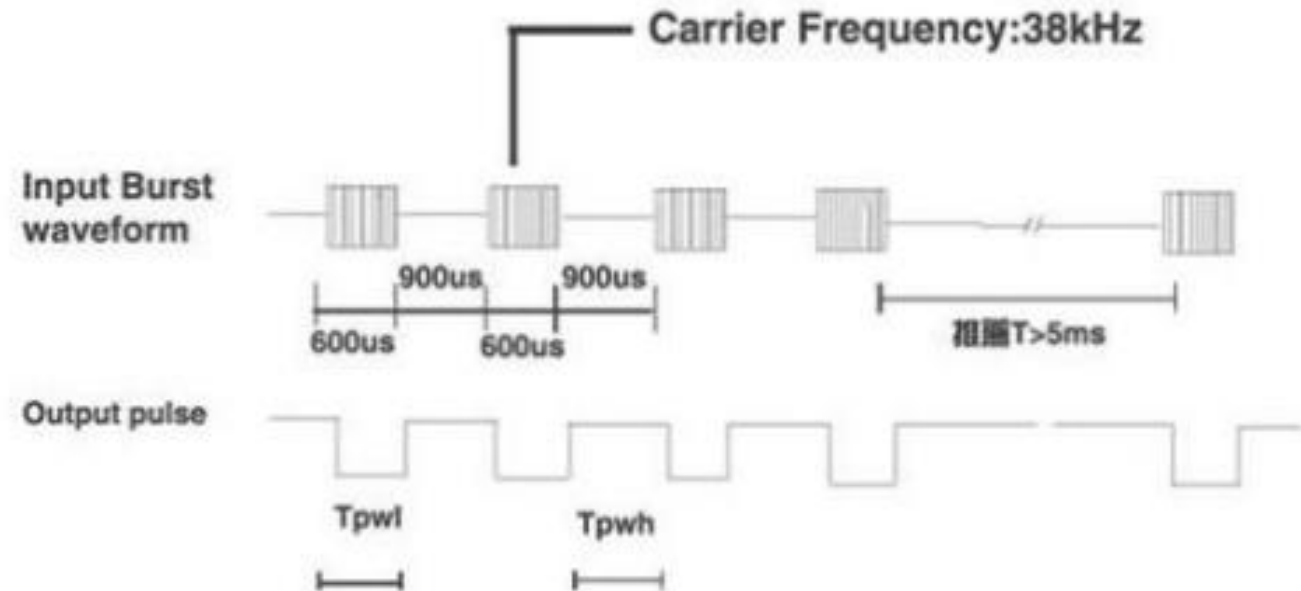 Carrier Frequency:38kHz
Input Burst
waveform
900us
900us
600us
600us
T>5ms
Output pulse
Tpwl
Tpwh